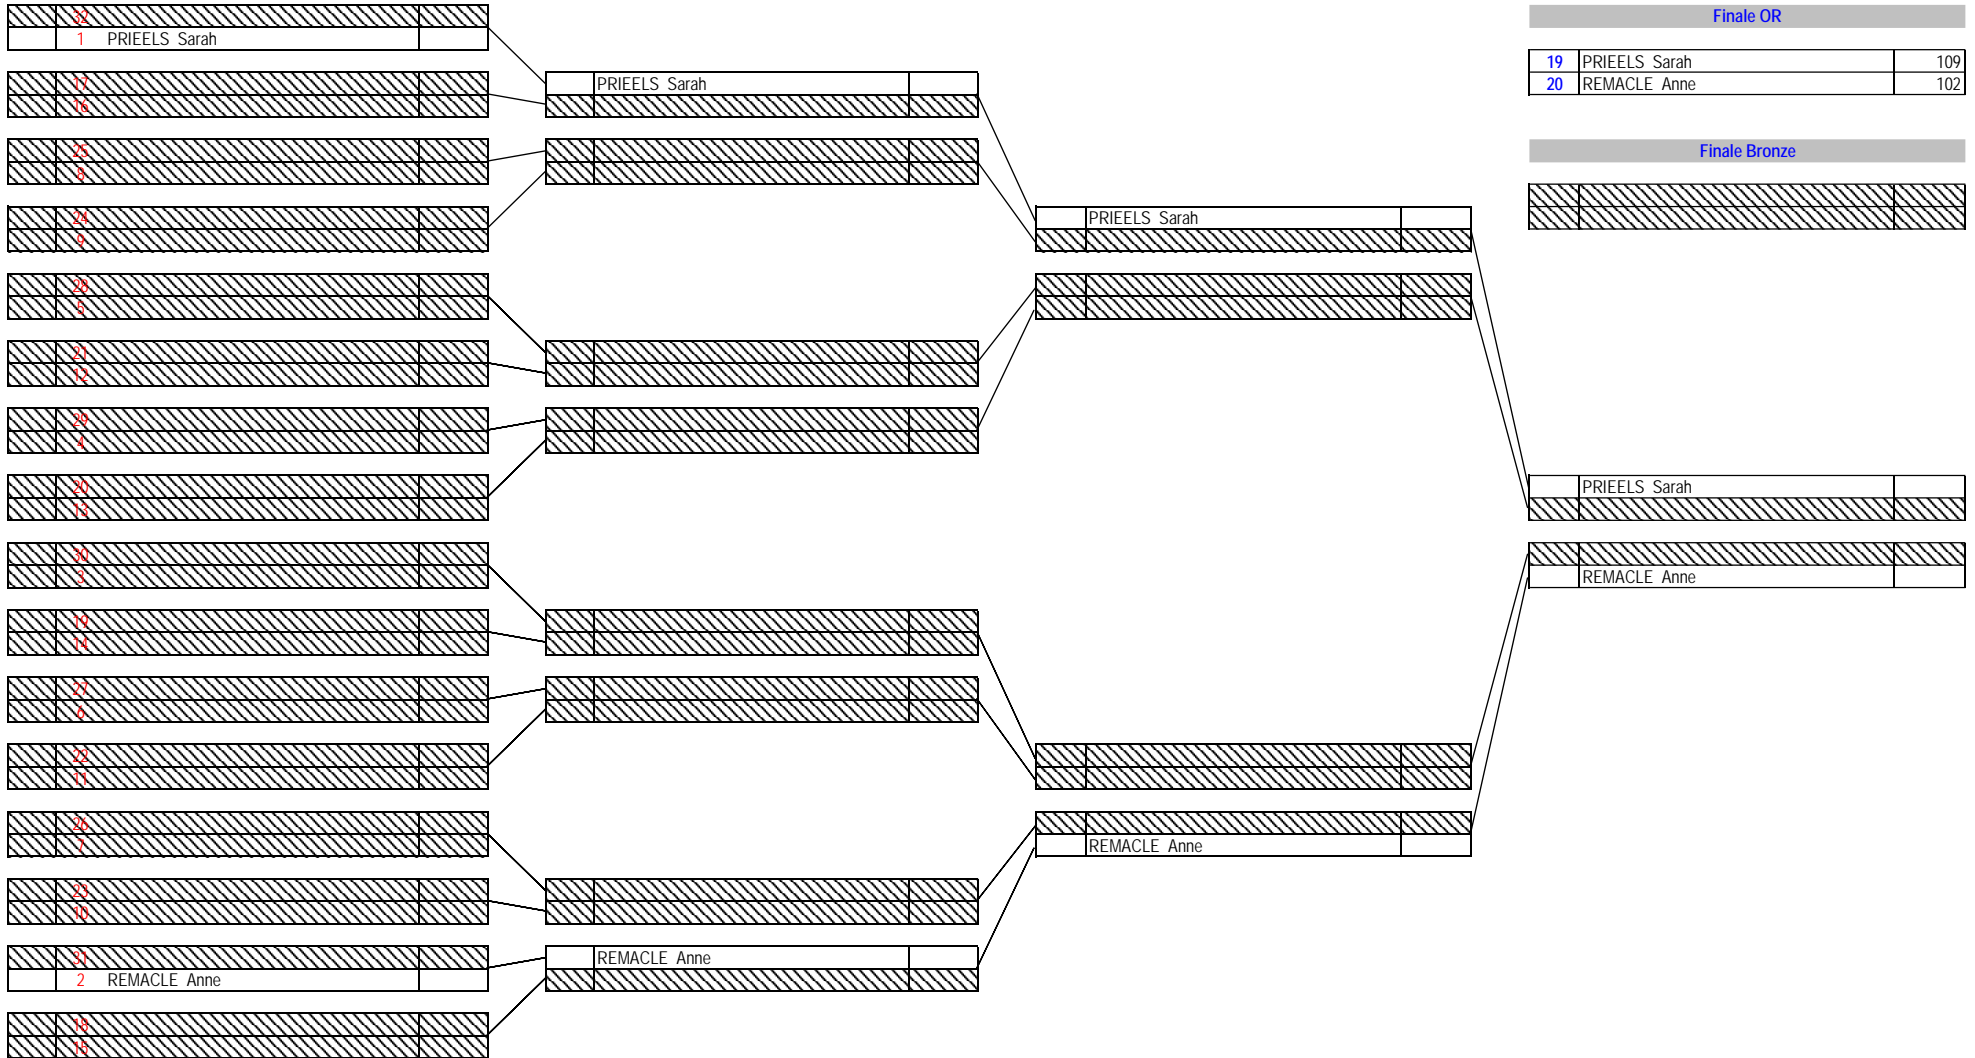 32
1 PRIEELS Sarah
17
16
25
8
24
9
28
5
21
12
29
4
20
13
30
3
19
14
27
6
22
11
26
7
23
10
31
2 REMACLE Anne
18
15
PRIEELS Sarah
REMACLE Anne
PRIEELS Sarah
REMACLE Anne
Finale OR
19 PRIEELS Sarah 109
20 REMACLE Anne 102
Finale Bronze
PRIEELS Sarah
REMACLE Anne